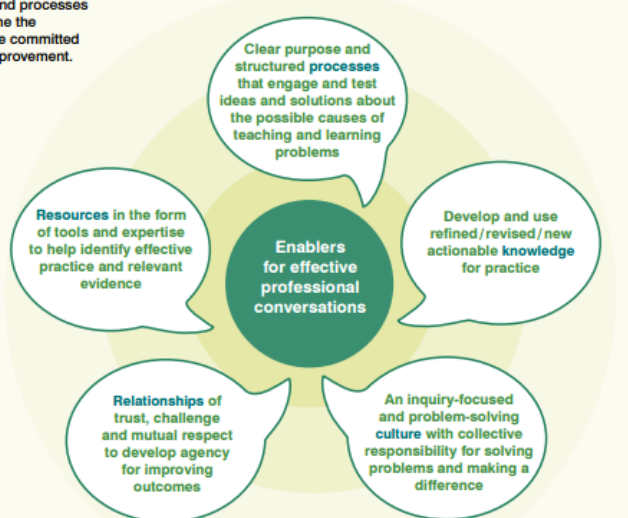 nd processes
ne the
e committed
provement.
Clear purpose and
structured processes
that engage and test
ideas and solutions about
the possible causes of
teaching and learning
problems
Resources in the form
of tools and expertise
to help identify effective
practice and relevant
evidence
Enablers
for effective
professional
conversations
Develop and use
refined/revised/new
actionable knowledge
for practice
Relationships of
trust, challenge
and mutual respect
to develop agency
for improving
outcomes
An inquiry-focused
and problem-solving
culture with collective
responsibility for solving
problems and making a
difference